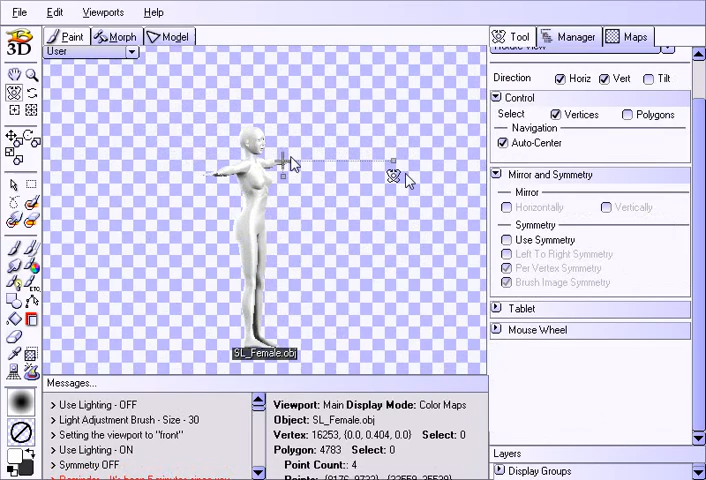 File Edit Viewports Help
3D Paint Morph Model Tool Manager Maps
User
Direction Horiz Vert Tilt
Control
Select Vertices Polygons
Navigation
Auto-Center
Mirror and Symmetry
Mirror
Horizontally Vertically
Symmetry
Use Symmetry
Left To Right Symmetry
Per Vertex Symmetry
Brush Image Symmetry
Tablet
Mouse Wheel
Layers
Display Groups
SL_Female.obj
Messages...
> Use Lighting - OFF
> Light Adjustment Brush - Size - 30
> Setting the viewport to "front"
> Use Lighting - ON
> Symmetry OFF
Viewport: Main Display Mode: Color Maps
Object: SL_Female.obj
Vertex: 16253, {0.0, 0.404, 0.0} Select: 0
Polygon: 4783 Select: 0
Point Count:: 4